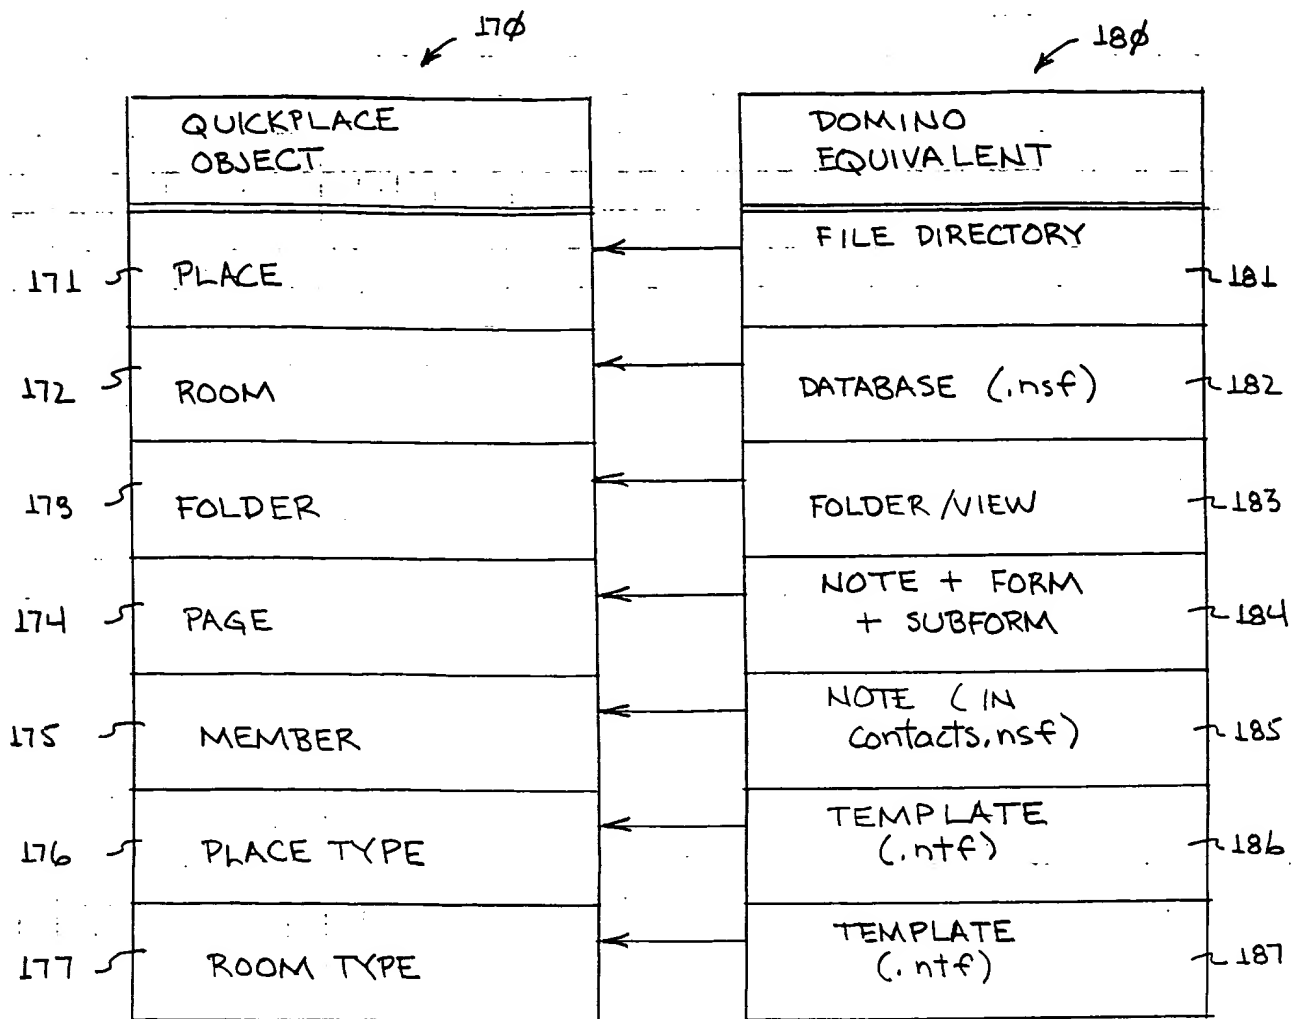 170 180
QUICKPLACE
OBJECT
DOMINO
EQUIVALENT
171 PLACE FILE DIRECTORY 181
172 ROOM DATABASE (.nsf) 182
173 FOLDER FOLDER/VIEW 183
174 PAGE NOTE + FORM
+ SUBFORM 184
175 MEMBER NOTE (IN
contacts.nsf) 185
176 PLACE TYPE TEMPLATE
(.ntf) 186
177 ROOM TYPE TEMPLATE
(.ntf) 187